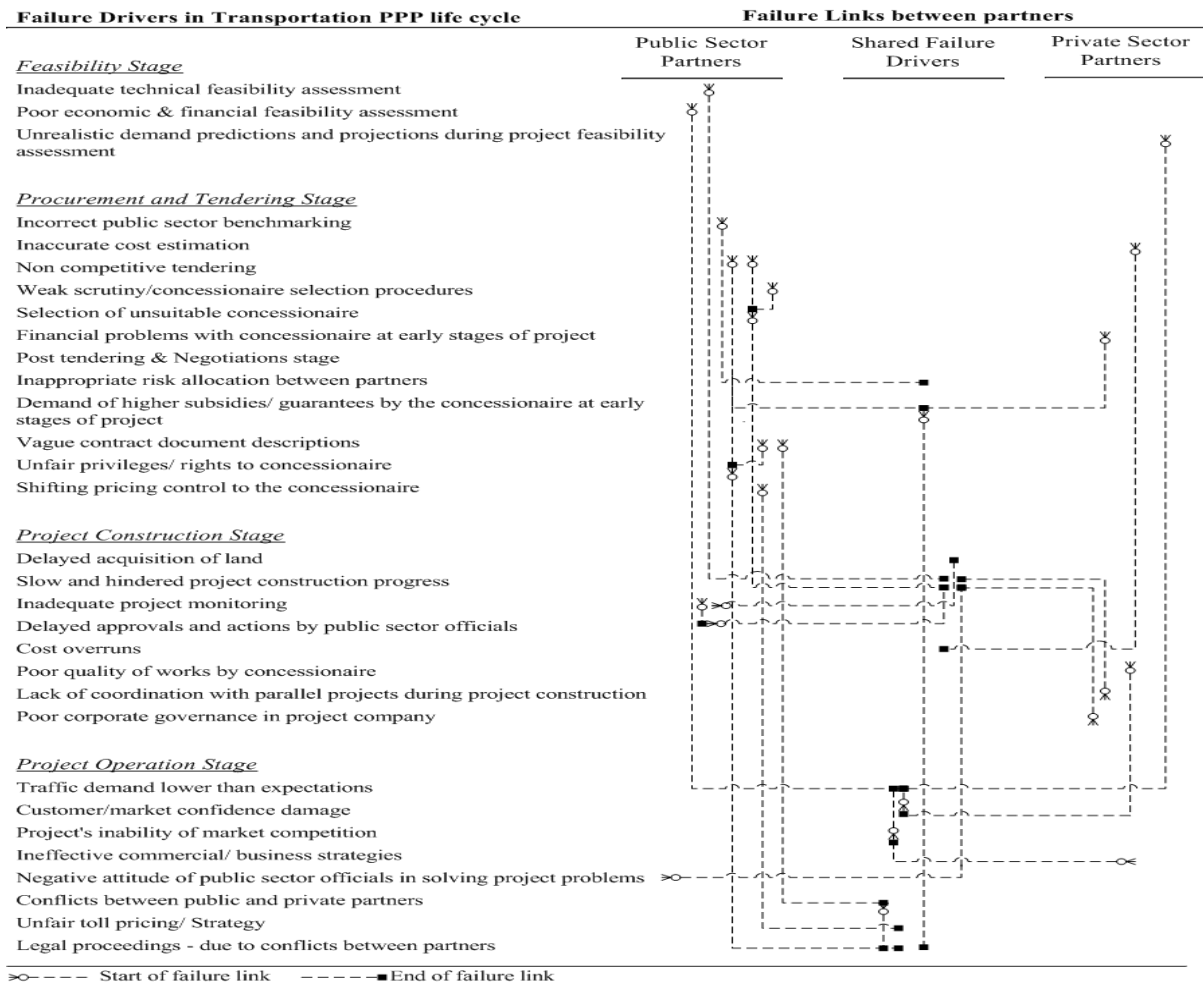 Failure Drivers in Transportation PPP life cycle
Failure Links between partners
Public Sector Partners
Shared Failure Drivers
Private Sector Partners
Feasibility Stage
Inadequate technical feasibility assessment
Poor economic & financial feasibility assessment
Unrealistic demand predictions and projections during project feasibility
assessment
Procurement and Tendering Stage
Incorrect public sector benchmarking
Inaccurate cost estimation
Non competitive tendering
Weak scrutiny/concessionaire selection procedures
Selection of unsuitable concessionaire
Financial problems with concessionaire at early stages of project
Post tendering & Negotiations stage
Inappropriate risk allocation between partners
Demand of higher subsidies/ guarantees by the concessionaire at early
stages of project
Vague contract document descriptions
Unfair privileges/ rights to concessionaire
Shifting pricing control to the concessionaire
Project Construction Stage
Delayed acquisition of land
Slow and hindered project construction progress
Inadequate project monitoring
Delayed approvals and actions by public sector officials
Cost overruns
Poor quality of works by concessionaire
Lack of coordination with parallel projects during project construction
Poor corporate governance in project company
Project Operation Stage
Traffic demand lower than expectations
Customer/market confidence damage
Project's inability of market competition
Ineffective commercial/ business strategies
Negative attitude of public sector officials in solving project problems
Conflicts between public and private partners
Unfair toll pricing/ Strategy
Legal proceedings - due to conflicts between partners
Start of failure link
End of failure link